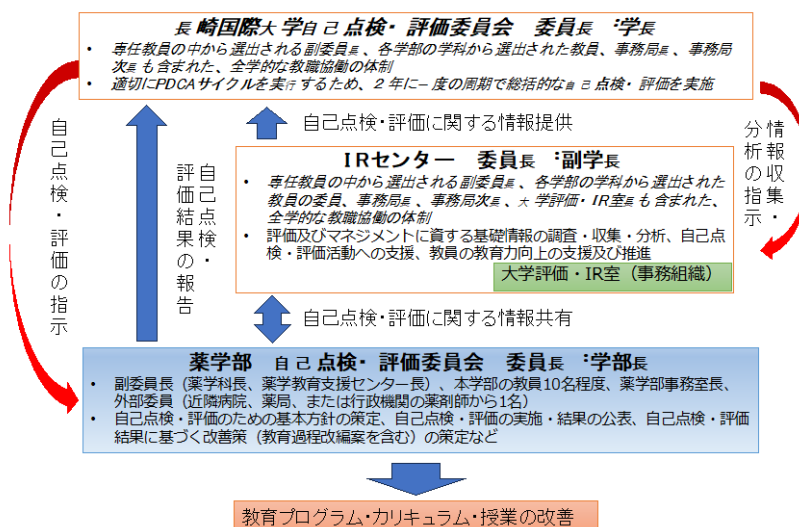 長崎国際大学自己点検・評価委員会　委員長：学長
• 専任教員の中から選出される副委員長、各学部の学科から選出された教員、事務局長、事務局
次長も含まれた、全学的な教職協働の体制
• 適切にPDCAサイクルを実行するため、２年に一度の周期で総括的な自己点検・評価を実施
自己点検・評価の指示
自己点検・
評価結果の報告
自己点検・評価に関する情報提供
情報収集・
分析の指示
IRセンター　委員長：副学長
• 専任教員の中から選出される副委員長、各学部の学科から選出された
教員の委員、事務局長、事務局次長、大学評価・IR室長も含まれた、
全学的な教職協働の体制
• 評価及びマネジメントに資する基礎情報の調査・収集・分析、自己点
検・評価活動への支援、教員の教育力向上の支援及び推進
大学評価・IR室（事務組織）
自己点検・評価に関する情報共有
薬学部　自己点検・評価委員会　委員長：学部長
• 副委員長（薬学科長、薬学教育支援センター長）、本学部の教員10名程度、薬学部事務室長、
外部委員（近隣病院、薬局、または行政機関の薬剤師から1名）
• 自己点検・評価のための基本方針の策定、自己点検・評価の実施・結果の公表、自己点検・評価
結果に基づく改善策（教育過程改編案を含む）の策定など
教育プログラム・カリキュラム・授業の改善